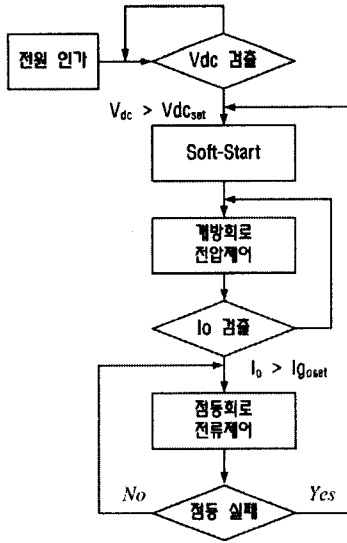 전원 인가
Vdc 검출
Vdc > Vdcset
Soft-Start
개방회로
전압제어
Io 검출
Io > Igoset
점등회로
전류제어
No
점등 실패
Yes